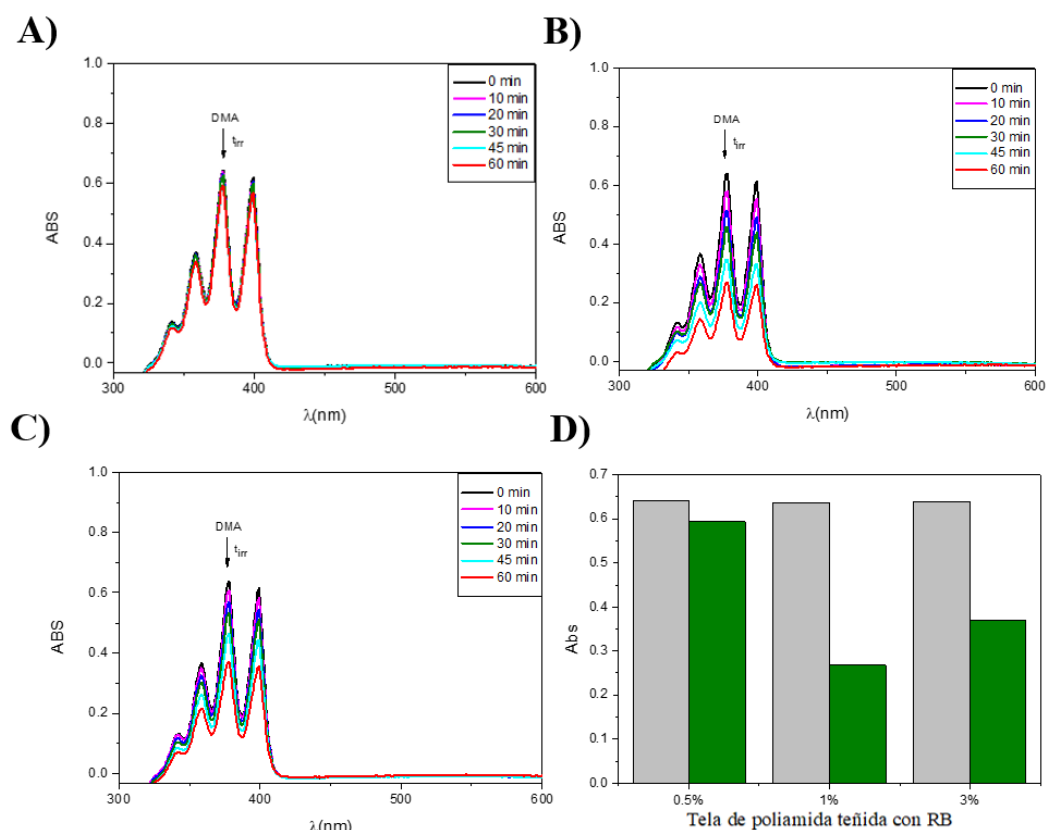 A)
1.0
0.8
0.6
0.4
0.2
0.0
ABS
300
400
500
600
λ(nm)
DMA
t_irr
0 min
10 min
20 min
30 min
45 min
60 min
B)
1.0
0.8
0.6
0.4
0.2
0.0
ABS
300
400
500
600
λ(nm)
DMA
t_irr
0 min
10 min
20 min
30 min
45 min
60 min
C)
1.0
0.8
0.6
0.4
0.2
0.0
ABS
300
400
500
600
λ(nm)
DMA
t_irr
0 min
10 min
20 min
30 min
45 min
60 min
D)
0.7
0.6
0.5
0.4
0.3
0.2
0.1
0.0
Abs
0.5%
1%
3%
Tela de poliamida teñida con RB